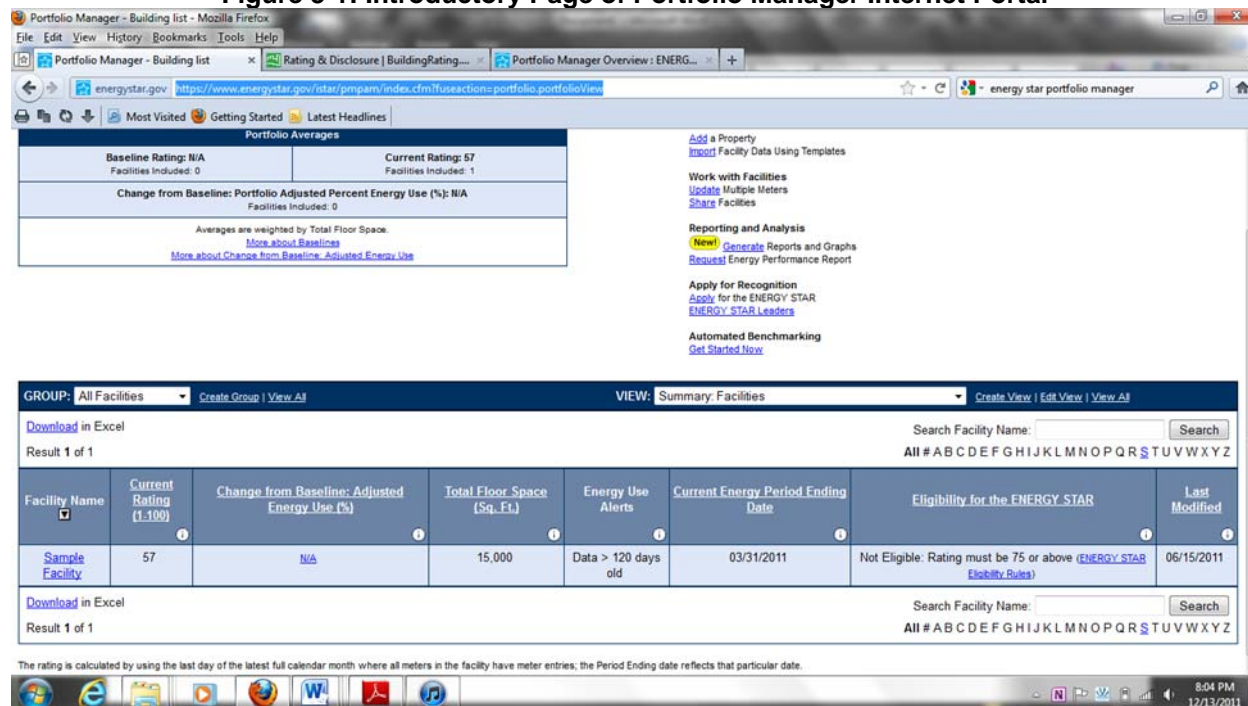 Figure 3-1: Introductory Page of Portfolio Manager Internet Portal
Portfolio Manager - Building list - Mozilla Firefox
File Edit View History Bookmarks Tools Help
Portfolio Manager - Building list × Rating & Disclosure | BuildingRating.... × Portfolio Manager Overview : ENERG... × +
energystar.gov https://www.energystar.gov/istar/pmpam/index.cfm?fuseaction=portfolio.portfolioView energy star portfolio manager
Most Visited Getting Started Latest Headlines
Portfolio Averages
Baseline Rating: N/A Current Rating: 57
Facilities Included: 0 Facilities Included: 1
Change from Baseline: Portfolio Adjusted Percent Energy Use (%): N/A
Facilities Included: 0
Averages are weighted by Total Floor Space.
More about Baselines
More about Change from Baseline: Adjusted Energy Use
Add a Property
Import Facility Data Using Templates
Work with Facilities
Update Multiple Meters
Share Facilities
Reporting and Analysis
New! Generate Reports and Graphs
Request Energy Performance Report
Apply for Recognition
Apply for the ENERGY STAR
ENERGY STAR Leaders
Automated Benchmarking
Get Started Now
GROUP: All Facilities Create Group | View All VIEW: Summary: Facilities Create View | Edit View | View All
Download in Excel Search Facility Name: Search
Result 1 of 1 All # A B C D E F G H I J K L M N O P Q R S T U V W X Y Z
Facility Name Current Rating (1-100) Change from Baseline: Adjusted Energy Use (%) Total Floor Space (Sq. Ft.) Energy Use Alerts Current Energy Period Ending Date Eligibility for the ENERGY STAR Last Modified
Sample Facility 57 N/A 15,000 Data > 120 days old 03/31/2011 Not Eligible: Rating must be 75 or above (ENERGY STAR Eligibility Rules) 06/15/2011
Download in Excel Search Facility Name: Search
Result 1 of 1 All # A B C D E F G H I J K L M N O P Q R S T U V W X Y Z
The rating is calculated by using the last day of the latest full calendar month where all meters in the facility have meter entries; the Period Ending date reflects that particular date.
8:04 PM
12/13/2011